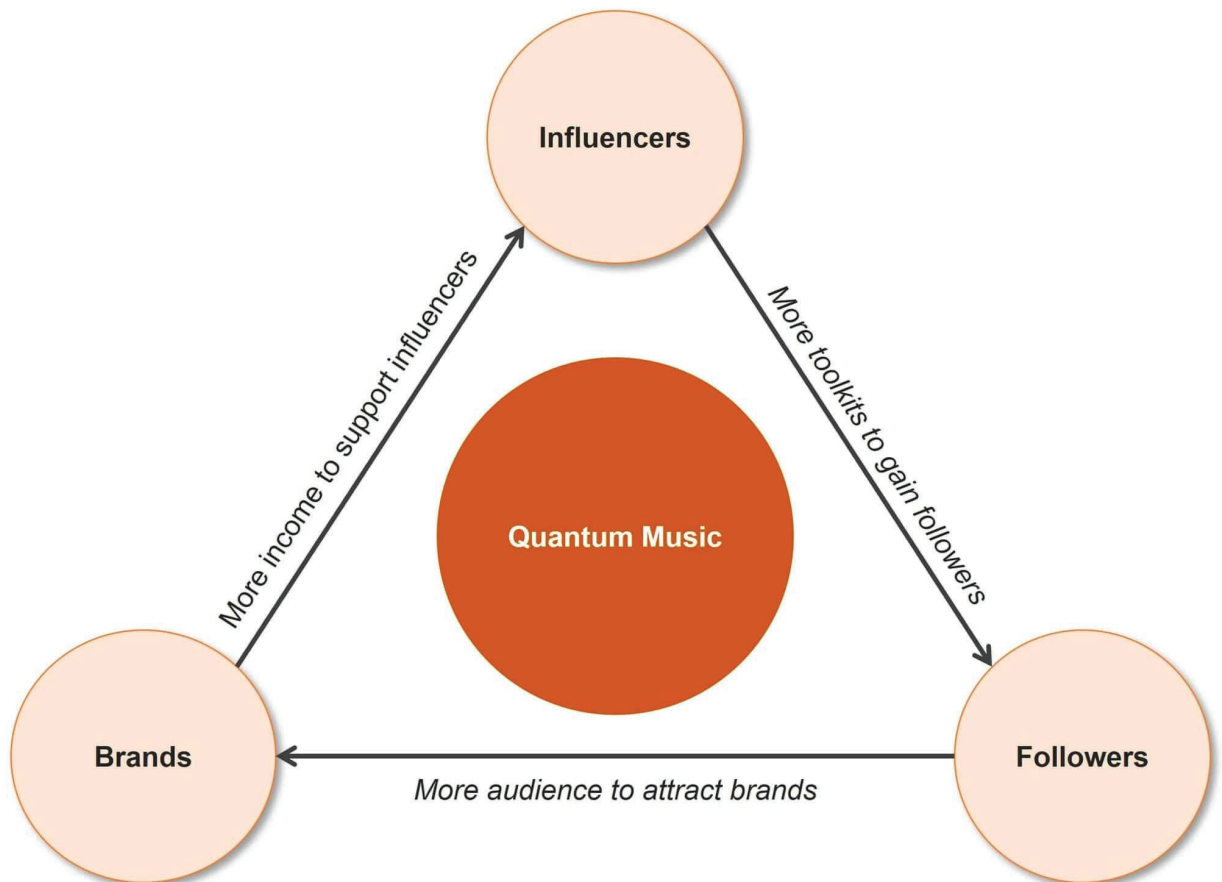 Influencers
More income to support influencers
More toolkits to gain followers
Quantum Music
Brands
Followers
More audience to attract brands